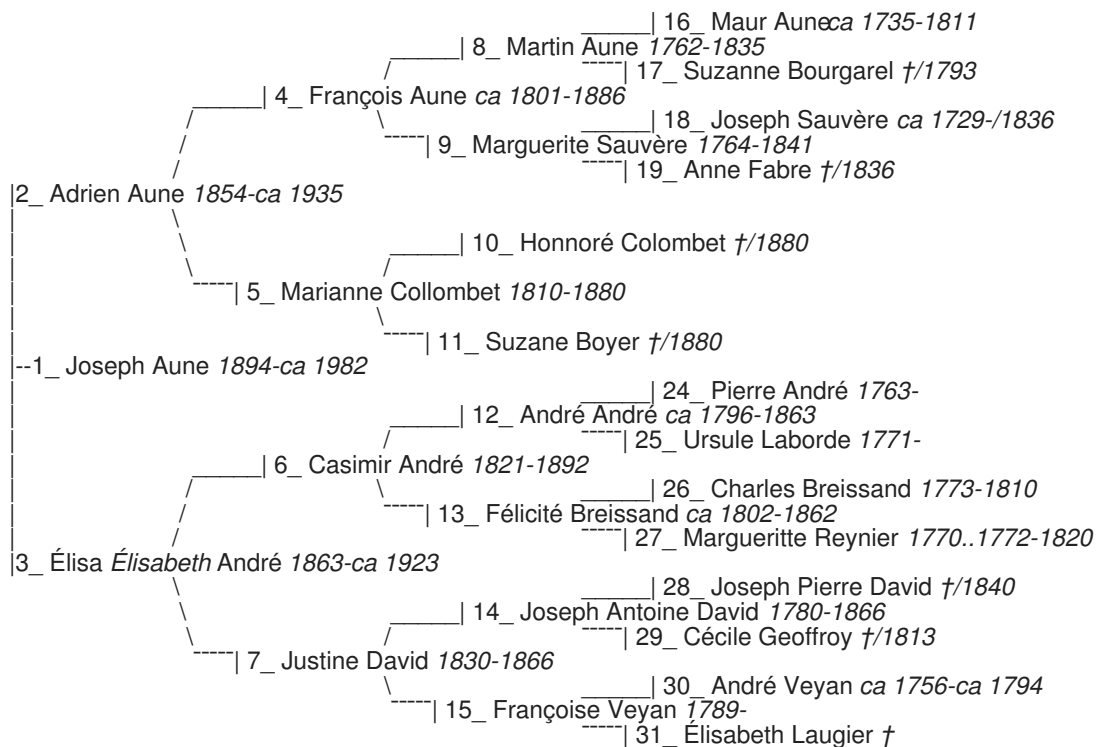 16_ Maur Aune ca 1735-1811
8_ Martin Aune 1762-1835
17_ Suzanne Bourgarel †/1793
4_ François Aune ca 1801-1886
18_ Joseph Sauvère ca 1729-/1836
9_ Marguerite Sauvère 1764-1841
19_ Anne Fabre †/1836
2_ Adrien Aune 1854-ca 1935
10_ Honnoré Colombet †/1880
5_ Marianne Collombet 1810-1880
11_ Suzane Boyer †/1880
--1_ Joseph Aune 1894-ca 1982
24_ Pierre André 1763-
12_ André André ca 1796-1863
25_ Ursule Laborde 1771-
6_ Casimir André 1821-1892
26_ Charles Breissand 1773-1810
13_ Félicité Breissand ca 1802-1862
27_ Margueritte Reynier 1770..1772-1820
3_ Élisa Élisabeth André 1863-ca 1923
28_ Joseph Pierre David †/1840
14_ Joseph Antoine David 1780-1866
29_ Cécile Geoffroy †/1813
7_ Justine David 1830-1866
30_ André Veyan ca 1756-ca 1794
15_ Françoise Veyan 1789-
31_ Élisabeth Laugier †